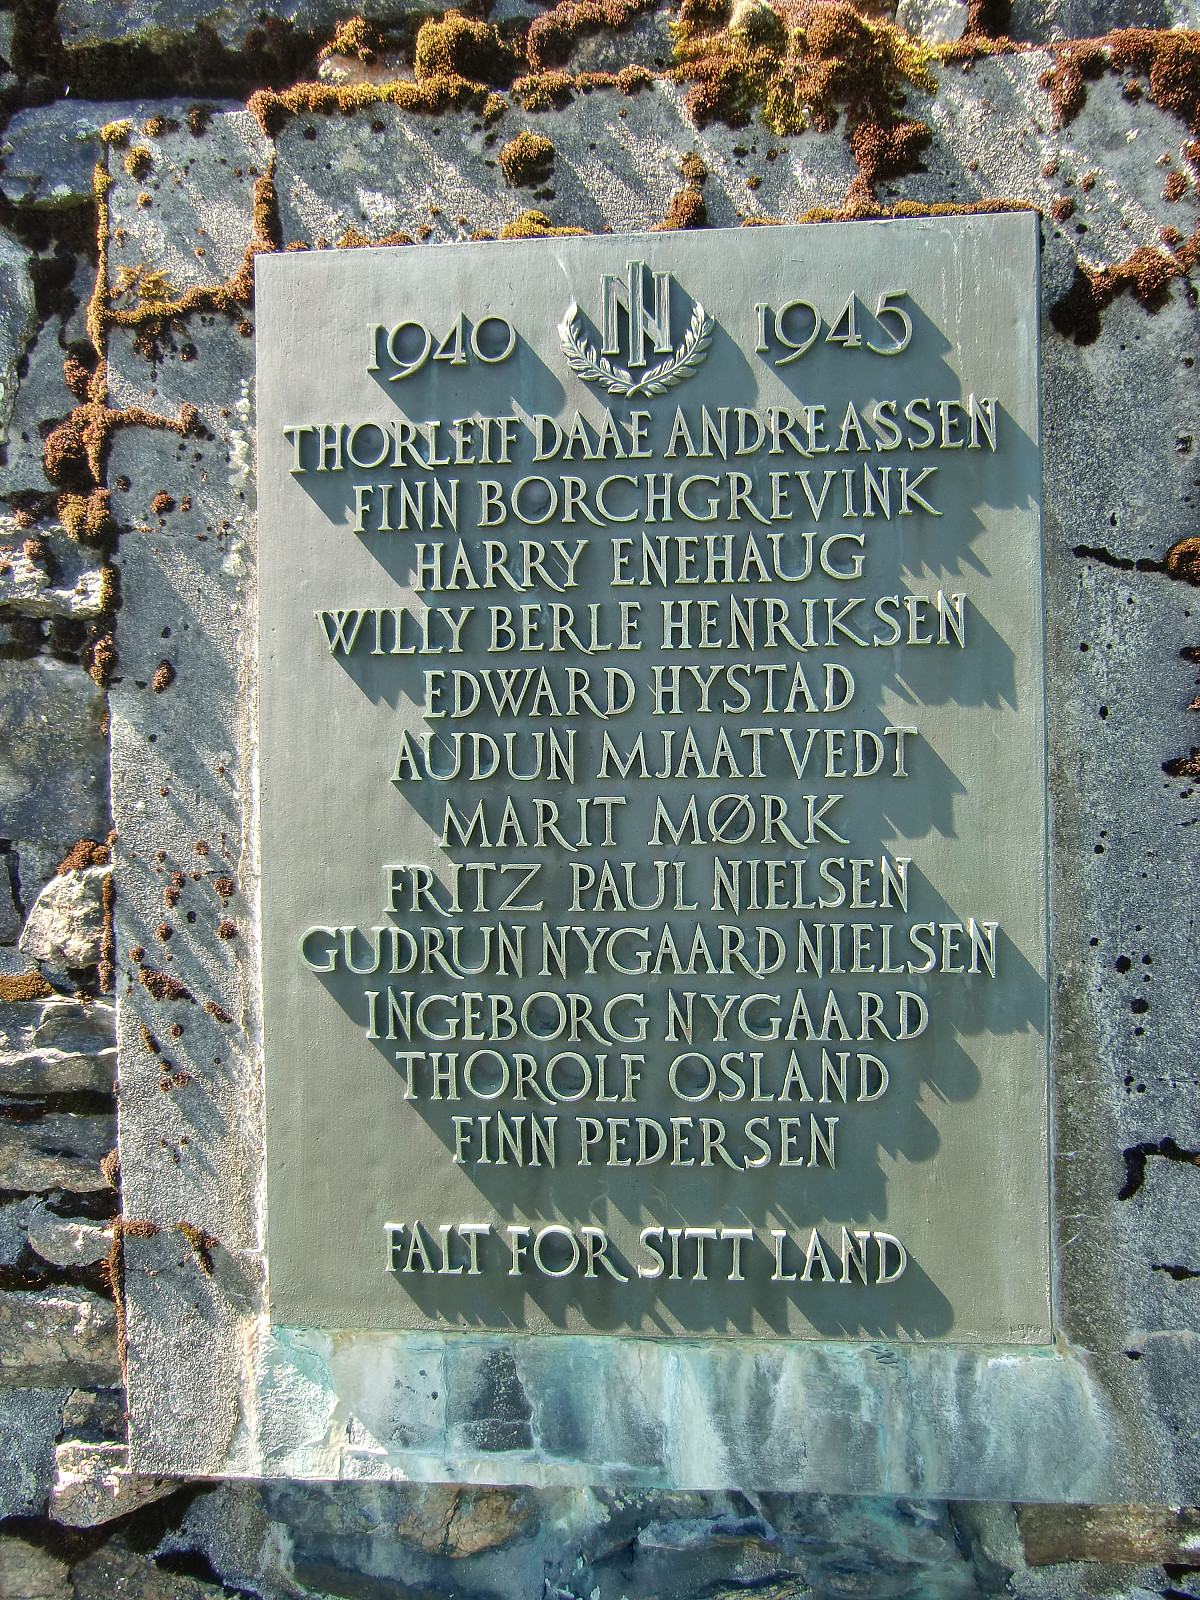 1940 1945
THORLEIF DAAE ANDREASSEN
FINN BORCHGREVINK
HARRY ENEHAUG
WILLY BERLE HENRIKSEN
EDWARD HYSTAD
AUDUN MJAATVEDT
MARIT MØRK
FRITZ PAUL NIELSEN
GUDRUN NYGAARD NIELSEN
INGEBORG NYGAARD
THOROLF OSLAND
FINN PEDERSEN
FALT FOR SITT LAND